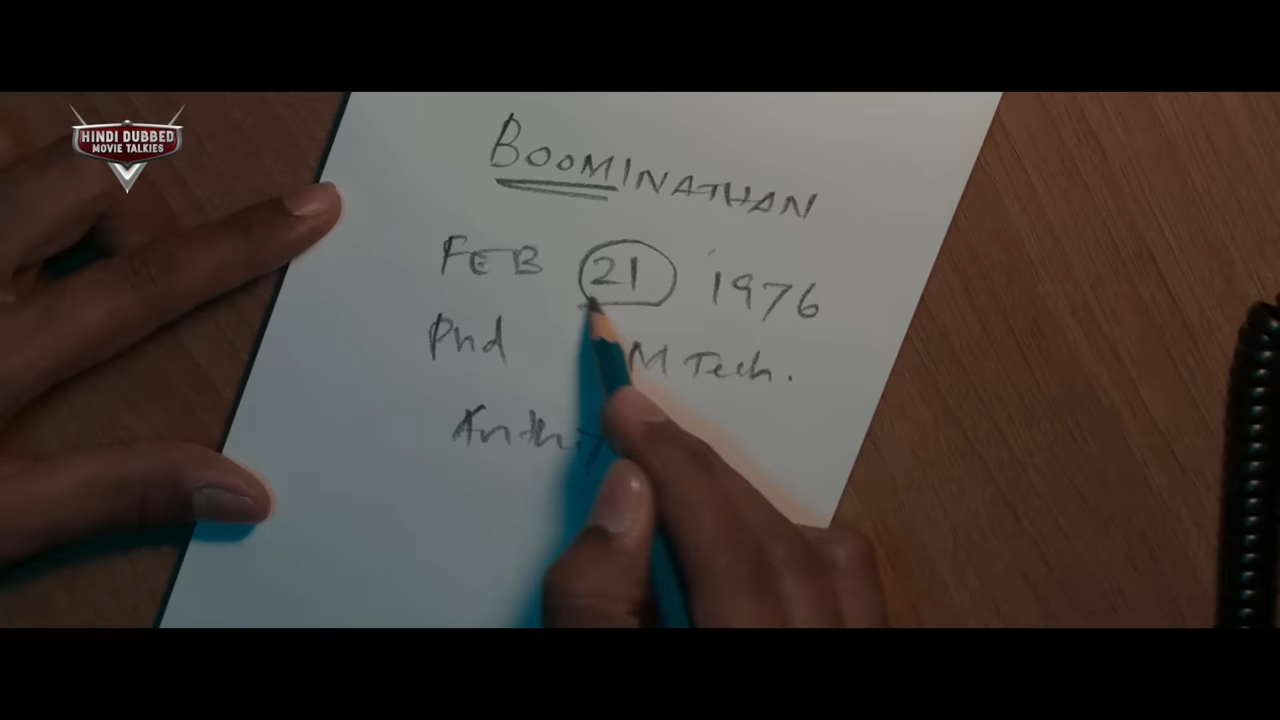 HINDI DUBBED
MOVIE TALKIES
BOOMINATHAN
FEB 21 1976
Phd M Tech.